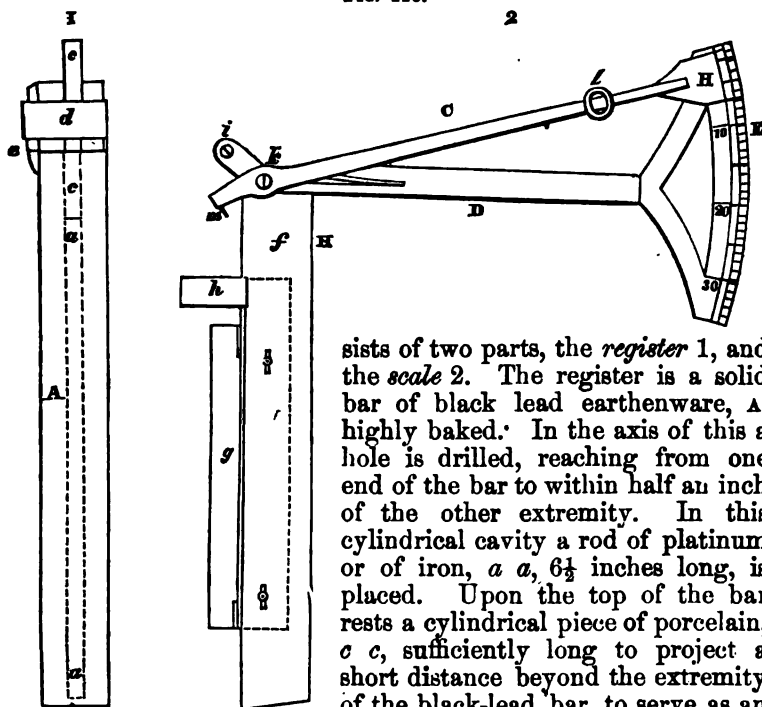 1
2
e
d
B
c
a
A
a
C
l
H
E
i
k
10
m
D
20
f
H
30
h
g
sists of two parts, the register 1, and
the scale 2. The register is a solid
bar of black lead earthenware, A
highly baked. In the axis of this a
hole is drilled, reaching from one
end of the bar to within half an inch
of the other extremity. In this
cylindrical cavity a rod of platinum
or of iron, a a, 6½ inches long, is
placed. Upon the top of the bar
rests a cylindrical piece of porcelain,
c c, sufficiently long to project a
short distance beyond the extremity
of the black-lead bar, to serve as an